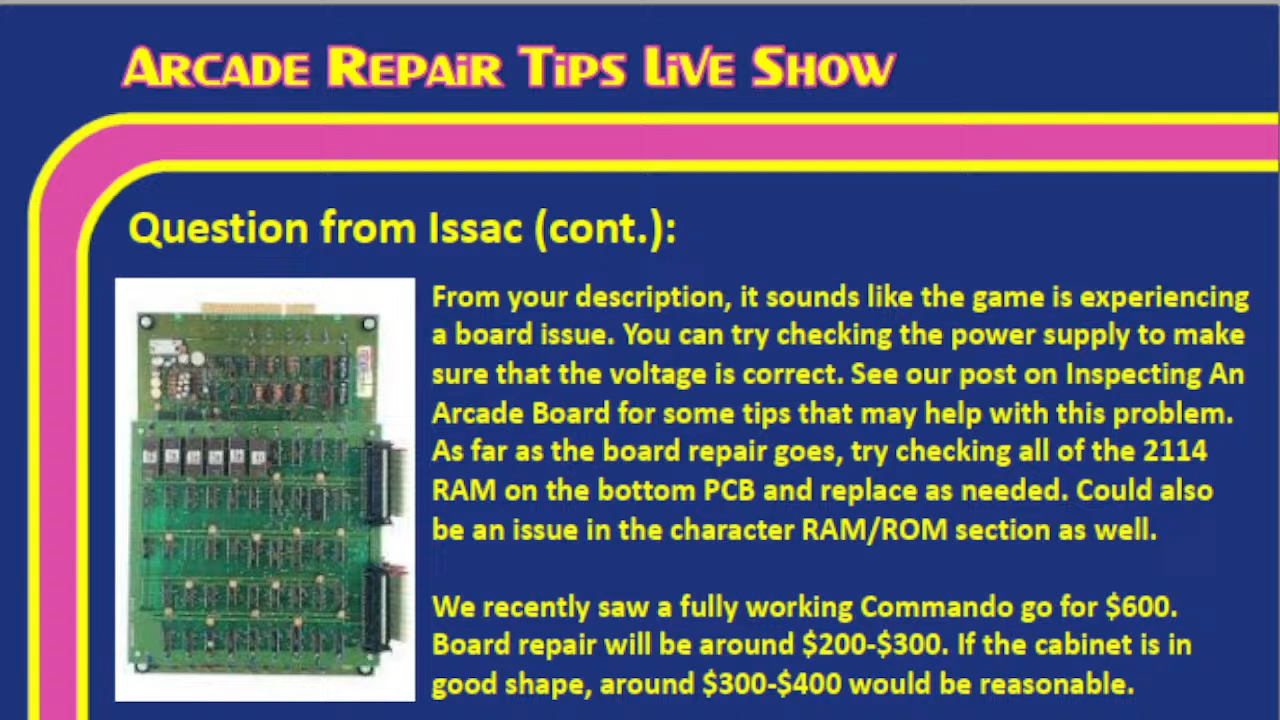 ARCADE REPAiR TiPS LiVE SHOW
Question from Issac (cont.):
From your description, it sounds like the game is experiencing
a board issue. You can try checking the power supply to make
sure that the voltage is correct. See our post on Inspecting An
Arcade Board for some tips that may help with this problem.
As far as the board repair goes, try checking all of the 2114
RAM on the bottom PCB and replace as needed. Could also
be an issue in the character RAM/ROM section as well.
We recently saw a fully working Commando go for $600.
Board repair will be around $200-$300. If the cabinet is in
good shape, around $300-$400 would be reasonable.